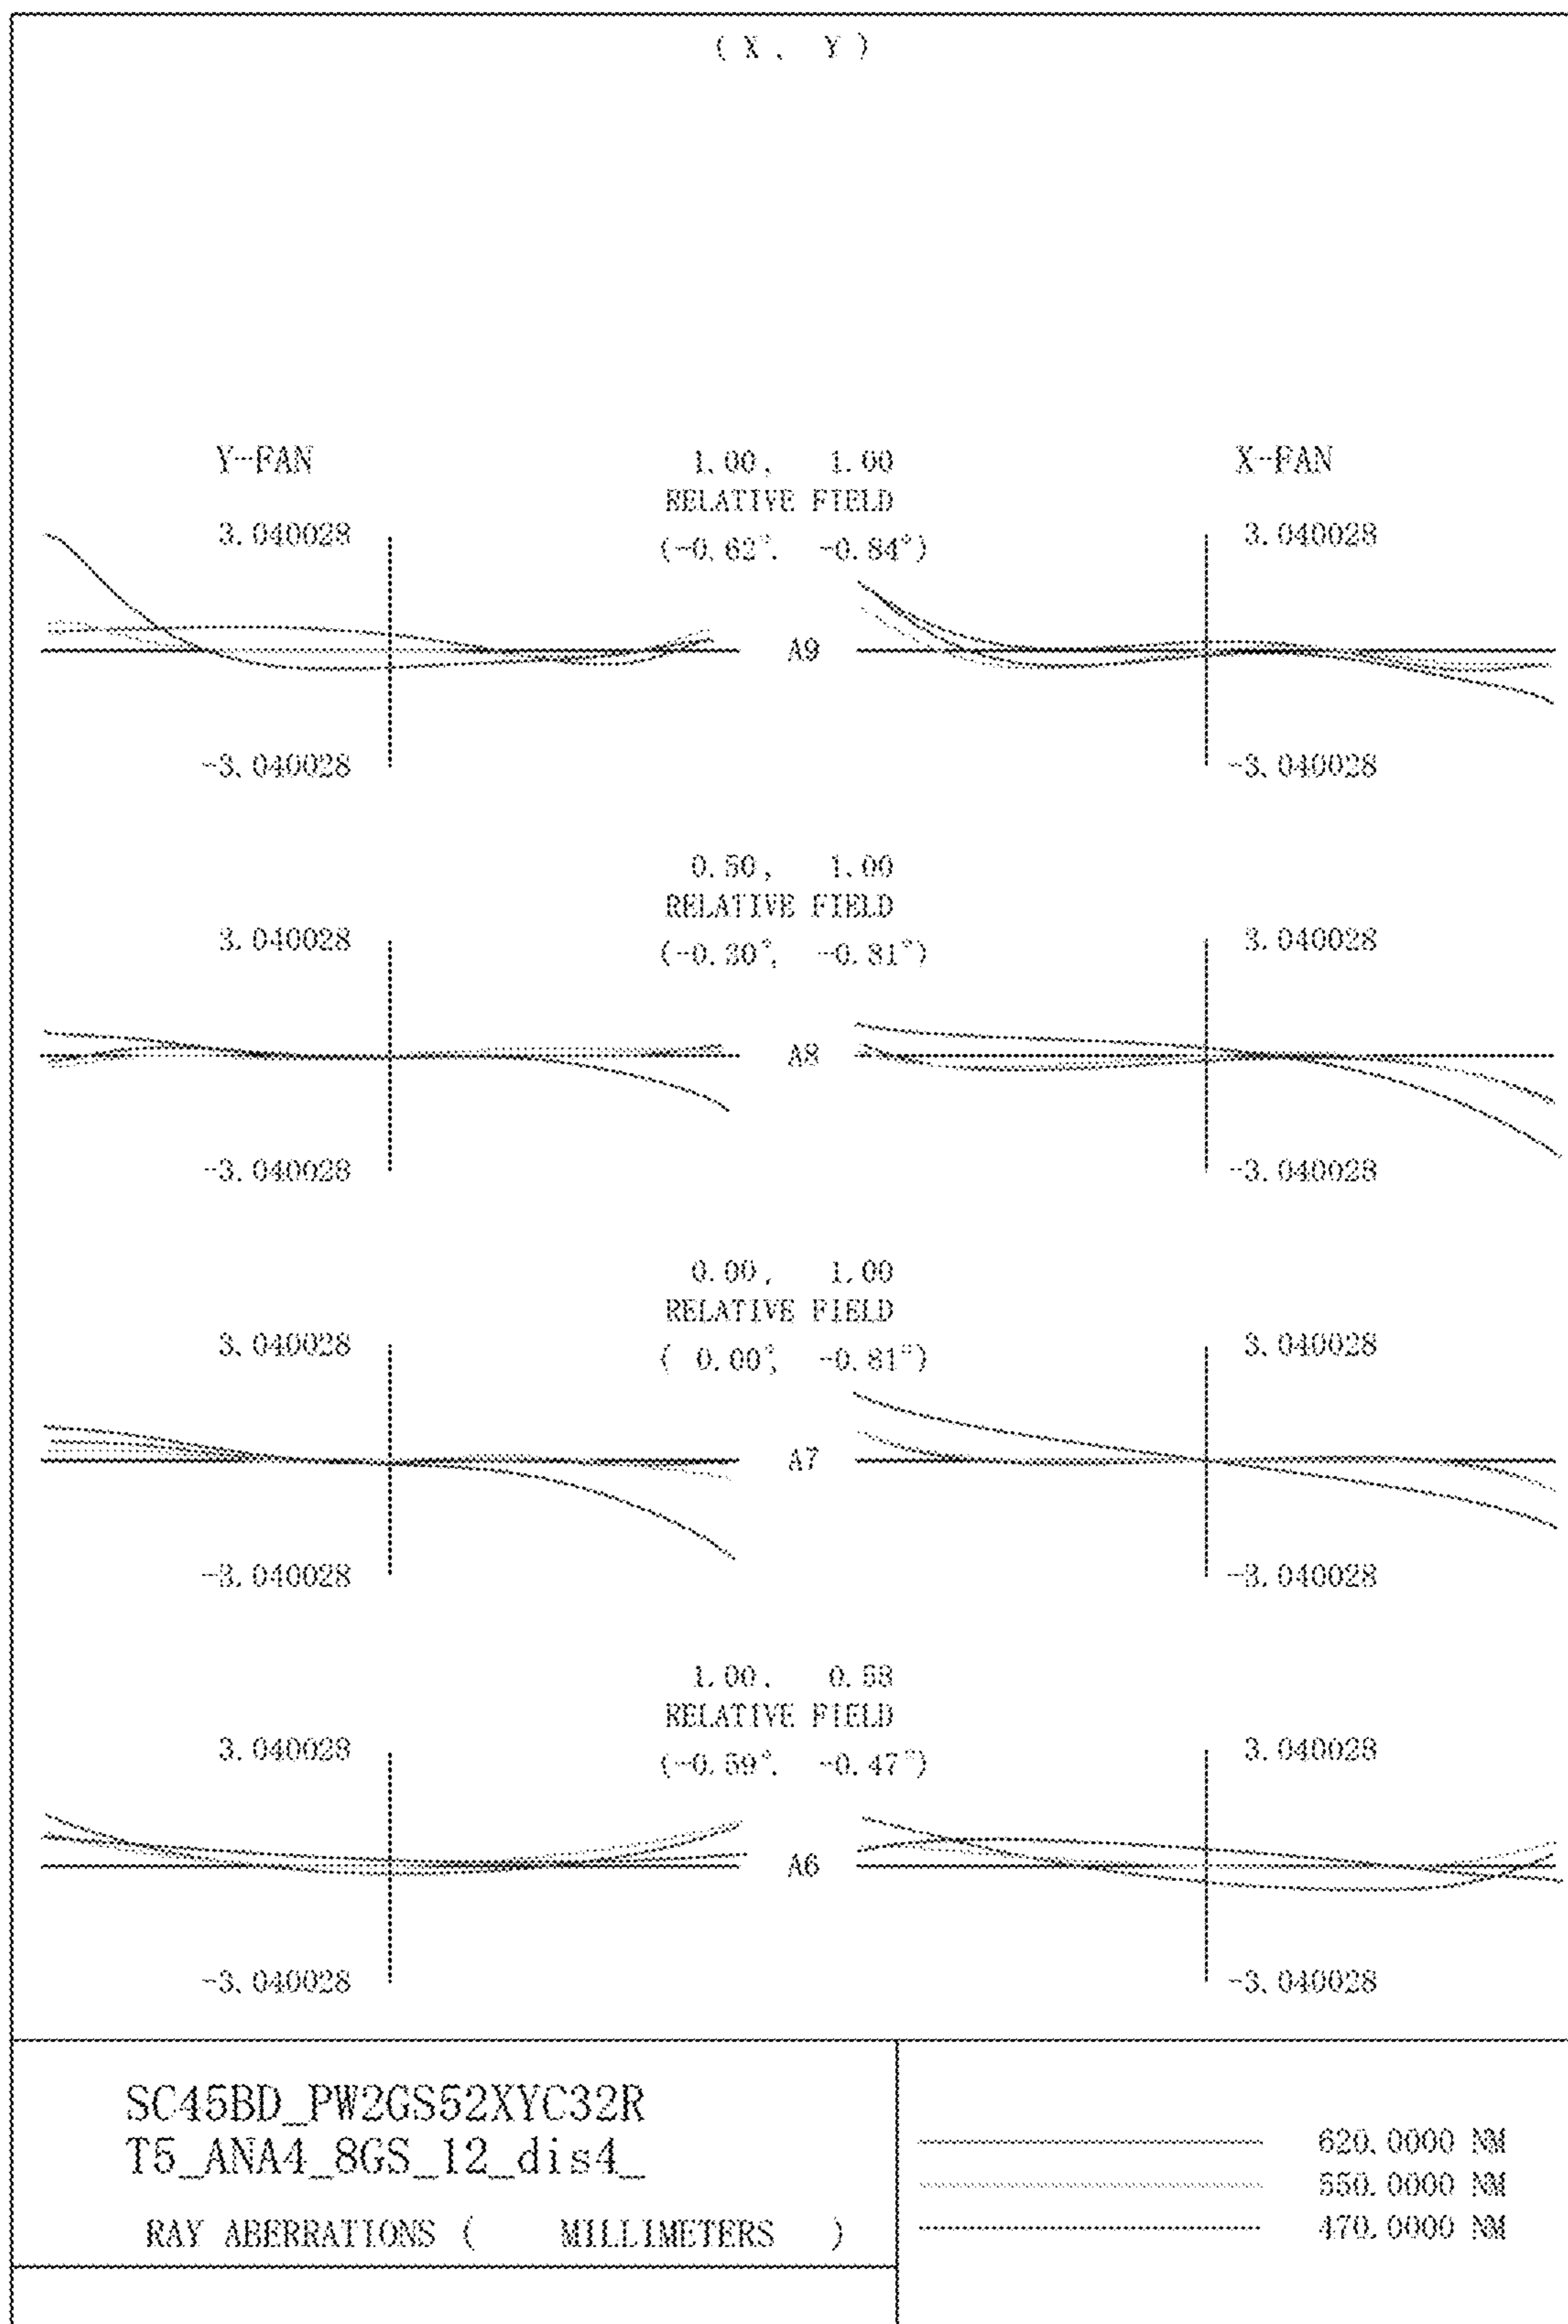 ( X , Y )
Y-FAN 1.00, 1.00 X-FAN
RELATIVE FIELD
3.040028 (-0.62°, -0.84°) 3.040028
A9
-3.040028 -3.040028
0.50, 1.00
RELATIVE FIELD
3.040028 (-0.30°, -0.81°) 3.040028
A8
-3.040028 -3.040028
0.00, 1.00
RELATIVE FIELD
3.040028 ( 0.00°, -0.81°) 3.040028
A7
-3.040028 -3.040028
1.00, 0.58
RELATIVE FIELD
3.040028 (-0.59°, -0.47°) 3.040028
A6
-3.040028 -3.040028
SC45BD_PW2GS52XYC32R
T5_ANA4_8GS_12_dis4_
RAY ABERRATIONS ( MILLIMETERS )
620.0000 NM
550.0000 NM
470.0000 NM